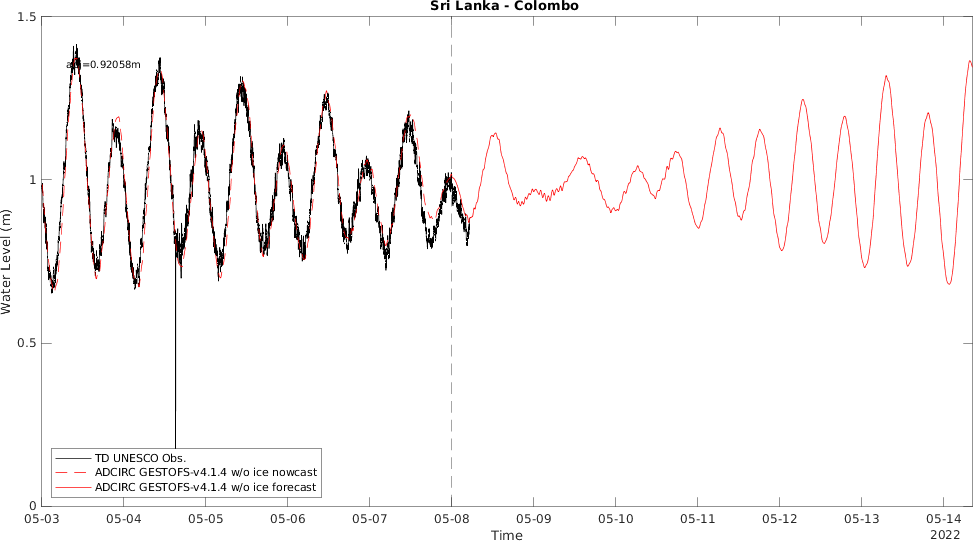 Sri Lanka - Colombo
1.5
1
0.5
0
Water Level (m)
=0.92058m
TD UNESCO Obs.
ADCIRC GESTOFS-v4.1.4 w/o ice nowcast
ADCIRC GESTOFS-v4.1.4 w/o ice forecast
05-03 05-04 05-05 05-06 05-07 05-08 05-09 05-10 05-11 05-12 05-13 05-14
2022
Time